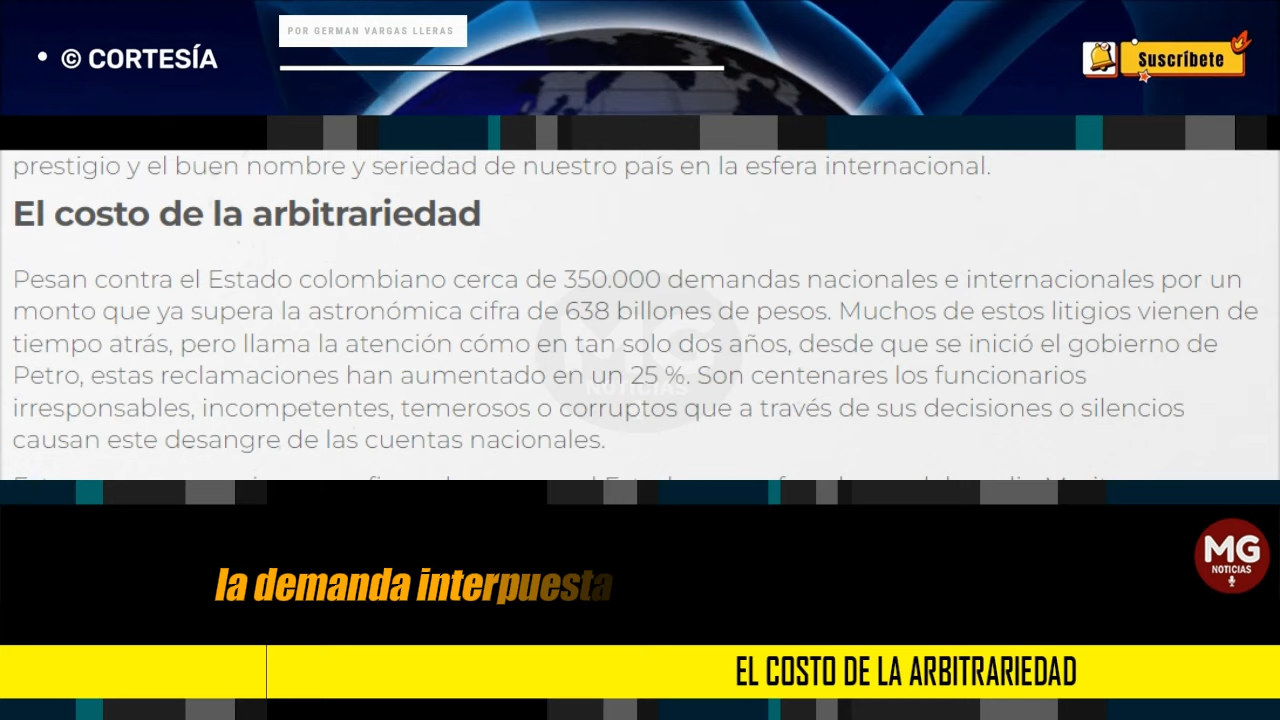 POR GERMAN VARGAS LLERAS
• © CORTESÍA
Suscríbete
prestigio y el buen nombre y seriedad de nuestro país en la esfera internacional.
El costo de la arbitrariedad
Pesan contra el Estado colombiano cerca de 350.000 demandas nacionales e internacionales por un
monto que ya supera la astronómica cifra de 638 billones de pesos. Muchos de estos litigios vienen de
tiempo atrás, pero llama la atención cómo en tan solo dos años, desde que se inició el gobierno de
Petro, estas reclamaciones han aumentado en un 25 %. Son centenares los funcionarios
irresponsables, incompetentes, temerosos o corruptos que a través de sus decisiones o silencios
causan este desangre de las cuentas nacionales.
MG
NOTICIAS
la demanda interpuesta
MG
NOTICIAS
EL COSTO DE LA ARBITRARIEDAD